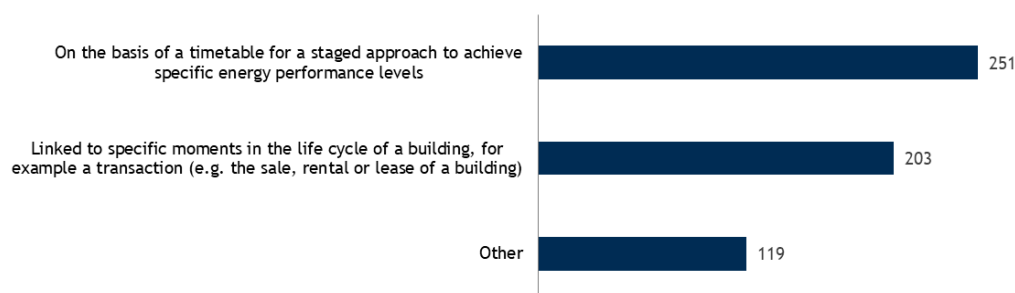 On the basis of a timetable for a staged approach to achieve
specific energy performance levels
251
Linked to specific moments in the life cycle of a building, for
example a transaction (e.g. the sale, rental or lease of a building)
203
Other
119